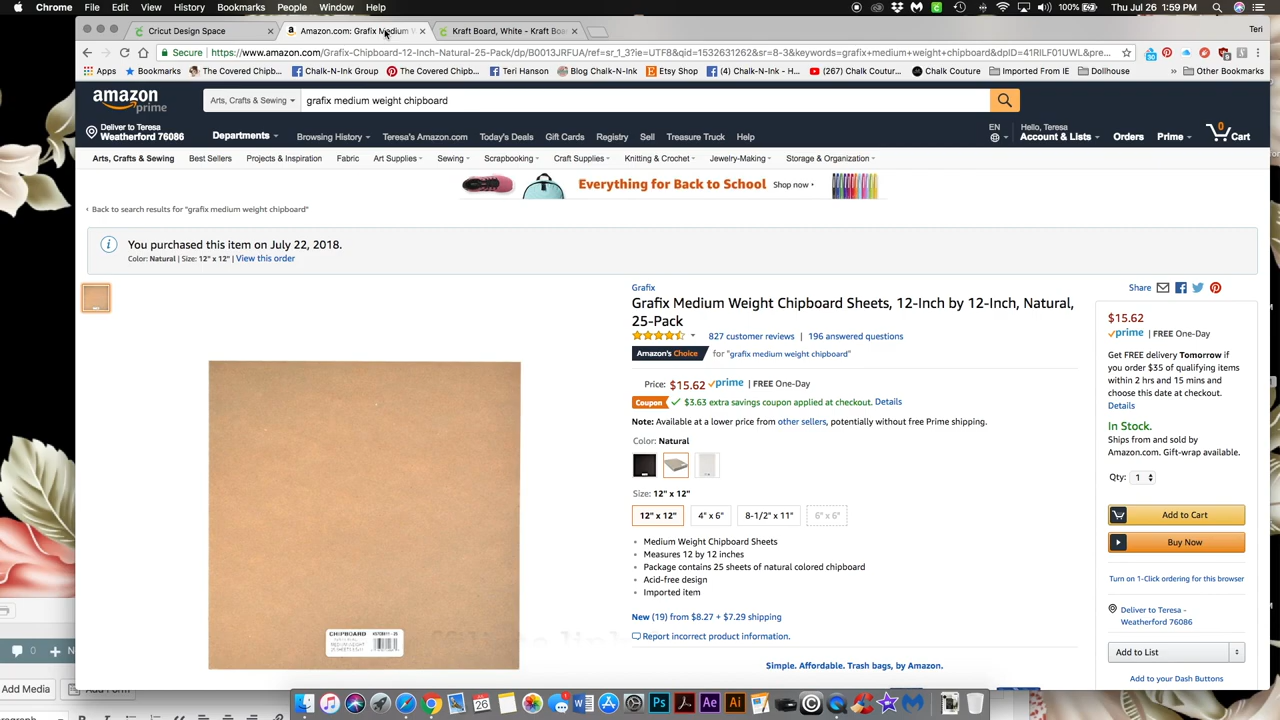 Chrome File Edit View History Bookmarks People Window Help
Thu Jul 26 1:59 PM Teri Hanson
Cricut Design Space
Amazon.com: Grafix Medium W
Kraft Board, White - Kraft Boar
Teri
Secure https://www.amazon.com/Grafix-Chipboard-12-Inch-Natural-25-Pack/dp/B0013JRFUA/ref=sr_1_3?ie=UTF8&qid=1532631262&sr=8-3&keywords=grafix+medium+weight+chipboard&dpID=41RILF01UWL&pre...
Apps Bookmarks The Covered Chipb... Chalk-N-Ink Group The Covered Chipb... Teri Hanson Blog Chalk-N-Ink Etsy Shop (4) Chalk-N-Ink - H... (267) Chalk Coutur... Chalk Couture Imported From IE Dollhouse >> Other Bookmarks
amazon prime
Arts, Crafts & Sewing
grafix medium weight chipboard
Deliver to Teresa
Weatherford 76086
Departments Browsing History Teresa's Amazon.com Today's Deals Gift Cards Registry Sell Treasure Truck Help
EN
Hello, Teresa
Account & Lists Orders Prime 0 Cart
Arts, Crafts & Sewing Best Sellers Projects & Inspiration Fabric Art Supplies Sewing Scrapbooking Craft Supplies Knitting & Crochet Jewelry-Making Storage & Organization
Everything for Back to School Shop now
‹ Back to search results for "grafix medium weight chipboard"
You purchased this item on July 22, 2018.
Color: Natural | Size: 12" x 12" | View this order
Grafix
Grafix Medium Weight Chipboard Sheets, 12-Inch by 12-Inch, Natural,
25-Pack
827 customer reviews | 196 answered questions
Amazon's Choice for "grafix medium weight chipboard"
Price: $15.62 prime | FREE One-Day
Coupon $3.63 extra savings coupon applied at checkout. Details
Note: Available at a lower price from other sellers, potentially without free Prime shipping.
Color: Natural
Size: 12" x 12"
12" x 12" 4" x 6" 8-1/2" x 11" 6" x 6"
Medium Weight Chipboard Sheets
Measures 12 by 12 inches
Package contains 25 sheets of natural colored chipboard
Acid-free design
Imported item
New (19) from $8.27 + $7.29 shipping
Report incorrect product information.
Simple. Affordable. Trash bags, by Amazon.
CHIPBOARD
Share
$15.62
prime | FREE One-Day
Get FREE delivery Tomorrow if
you order $35 of qualifying items
within 2 hrs and 15 mins and
choose this date at checkout.
Details
In Stock.
Ships from and sold by
Amazon.com. Gift-wrap available.
Qty: 1
Add to Cart
Buy Now
Turn on 1-Click ordering for this browser
Deliver to Teresa -
Weatherford 76086
Add to List
Add to your Dash Buttons
0 + N
Add Media Add Form
26 Ps Ae Ai